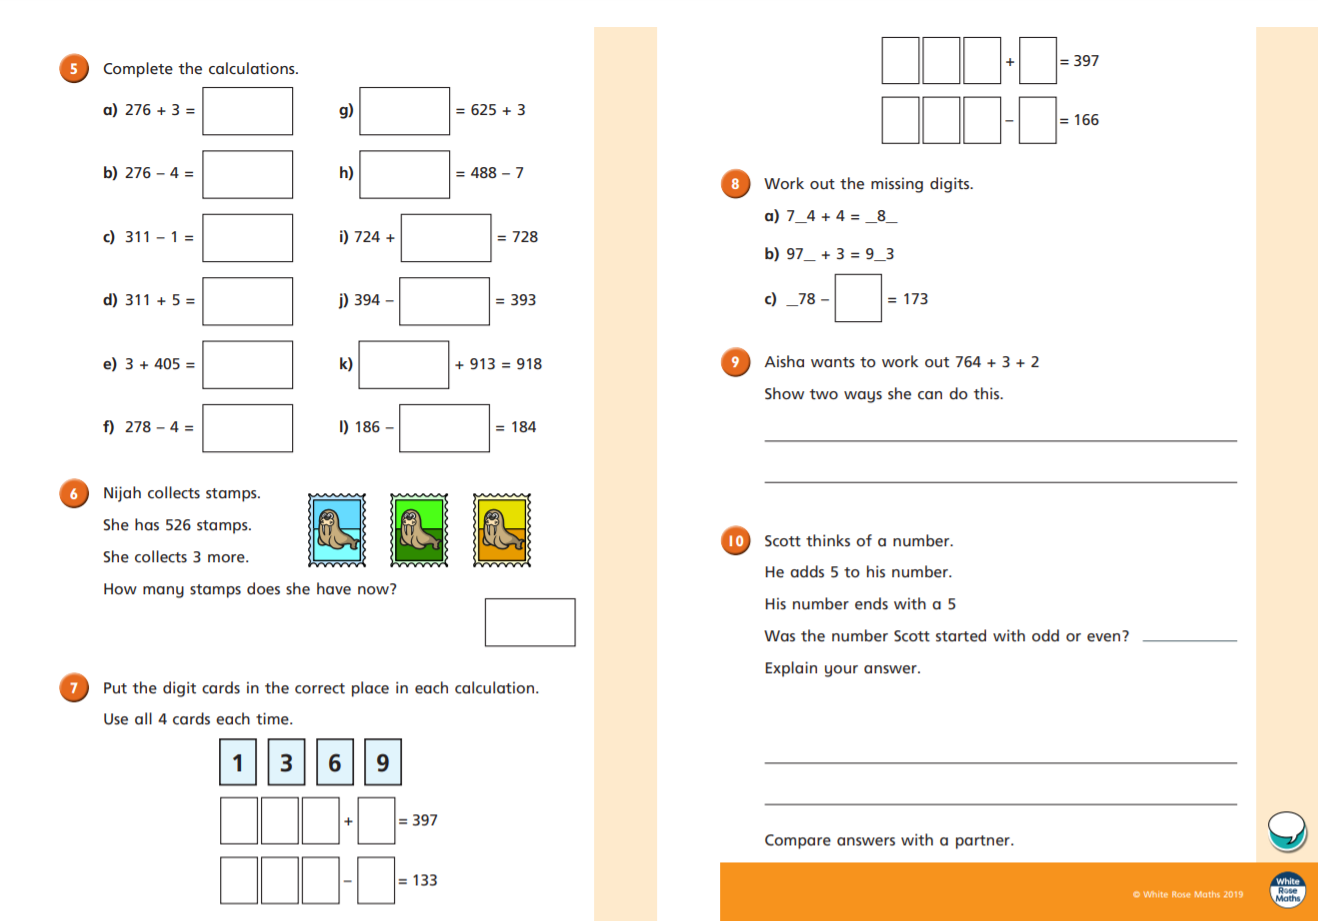 5 Complete the calculations.
a) 276 + 3 =
b) 276 – 4 =
c) 311 – 1 =
d) 311 + 5 =
e) 3 + 405 =
f) 278 – 4 =
g) = 625 + 3
h) = 488 – 7
i) 724 + = 728
j) 394 – = 393
k) + 913 = 918
l) 186 – = 184
6 Nijah collects stamps.
She has 526 stamps.
She collects 3 more.
How many stamps does she have now?
7 Put the digit cards in the correct place in each calculation.
Use all 4 cards each time.
1 3 6 9
+ = 397
– = 133
+ = 397
– = 166
8 Work out the missing digits.
a) 7_4 + 4 = _8_
b) 97_ + 3 = 9_3
c) _78 – = 173
9 Aisha wants to work out 764 + 3 + 2
Show two ways she can do this.
10 Scott thinks of a number.
He adds 5 to his number.
His number ends with a 5
Was the number Scott started with odd or even?
Explain your answer.
Compare answers with a partner.
© White Rose Maths 2019
White
Rose
Maths